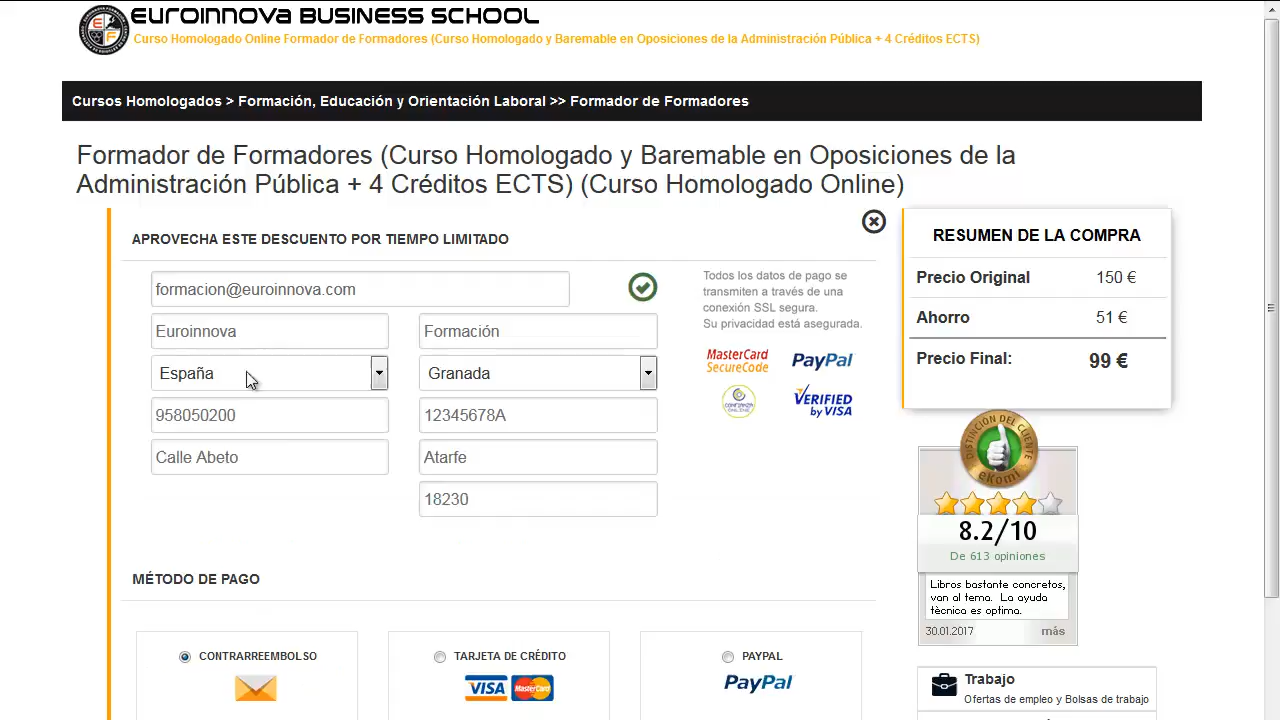 EUROINNOVA BUSINESS SCHOOL
Curso Homologado Online Formador de Formadores (Curso Homologado y Baremable en Oposiciones de la Administración Pública + 4 Créditos ECTS)
Cursos Homologados > Formación, Educación y Orientación Laboral >> Formador de Formadores
Formador de Formadores (Curso Homologado y Baremable en Oposiciones de la
Administración Pública + 4 Créditos ECTS) (Curso Homologado Online)
APROVECHA ESTE DESCUENTO POR TIEMPO LIMITADO
formacion@euroinnova.com
Euroinnova
Formación
España
Granada
958050200
12345678A
Calle Abeto
Atarfe
18230
Todos los datos de pago se
transmiten a través de una
conexión SSL segura.
Su privacidad está asegurada.
MasterCard
SecureCode
PayPal
CONFIANZA
ONLINE
VERIFIED
by VISA
MÉTODO DE PAGO
CONTRARREEMBOLSO
TARJETA DE CRÉDITO
VISA
MasterCard
PAYPAL
PayPal
RESUMEN DE LA COMPRA
Precio Original 150 €
Ahorro 51 €
Precio Final: 99 €
DISTINCIÓN DEL CLIENTE
eKomi
8.2/10
De 613 opiniones
Libros bastante concretos,
van al tema. La ayuda
tècnica es optima.
30.01.2017 más
Trabajo
Ofertas de empleo y Bolsas de trabajo